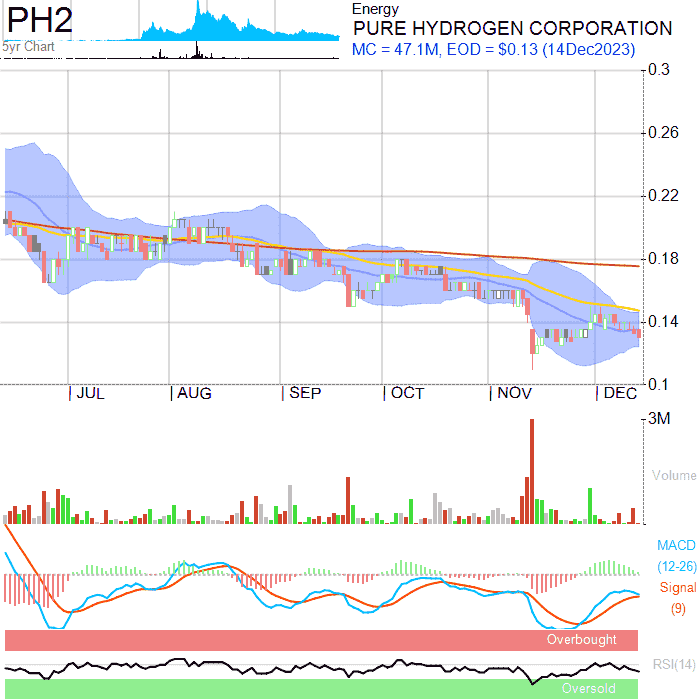 PH2
5yr Chart
Energy
PURE HYDROGEN CORPORATION
MC = 47.1M, EOD = $0.13 (14Dec2023)
0.3
0.26
0.22
0.18
0.14
0.1
JUL AUG SEP OCT NOV DEC
3M
Volume
MACD
(12-26)
Signal
(9)
Overbought
RSI(14)
Oversold